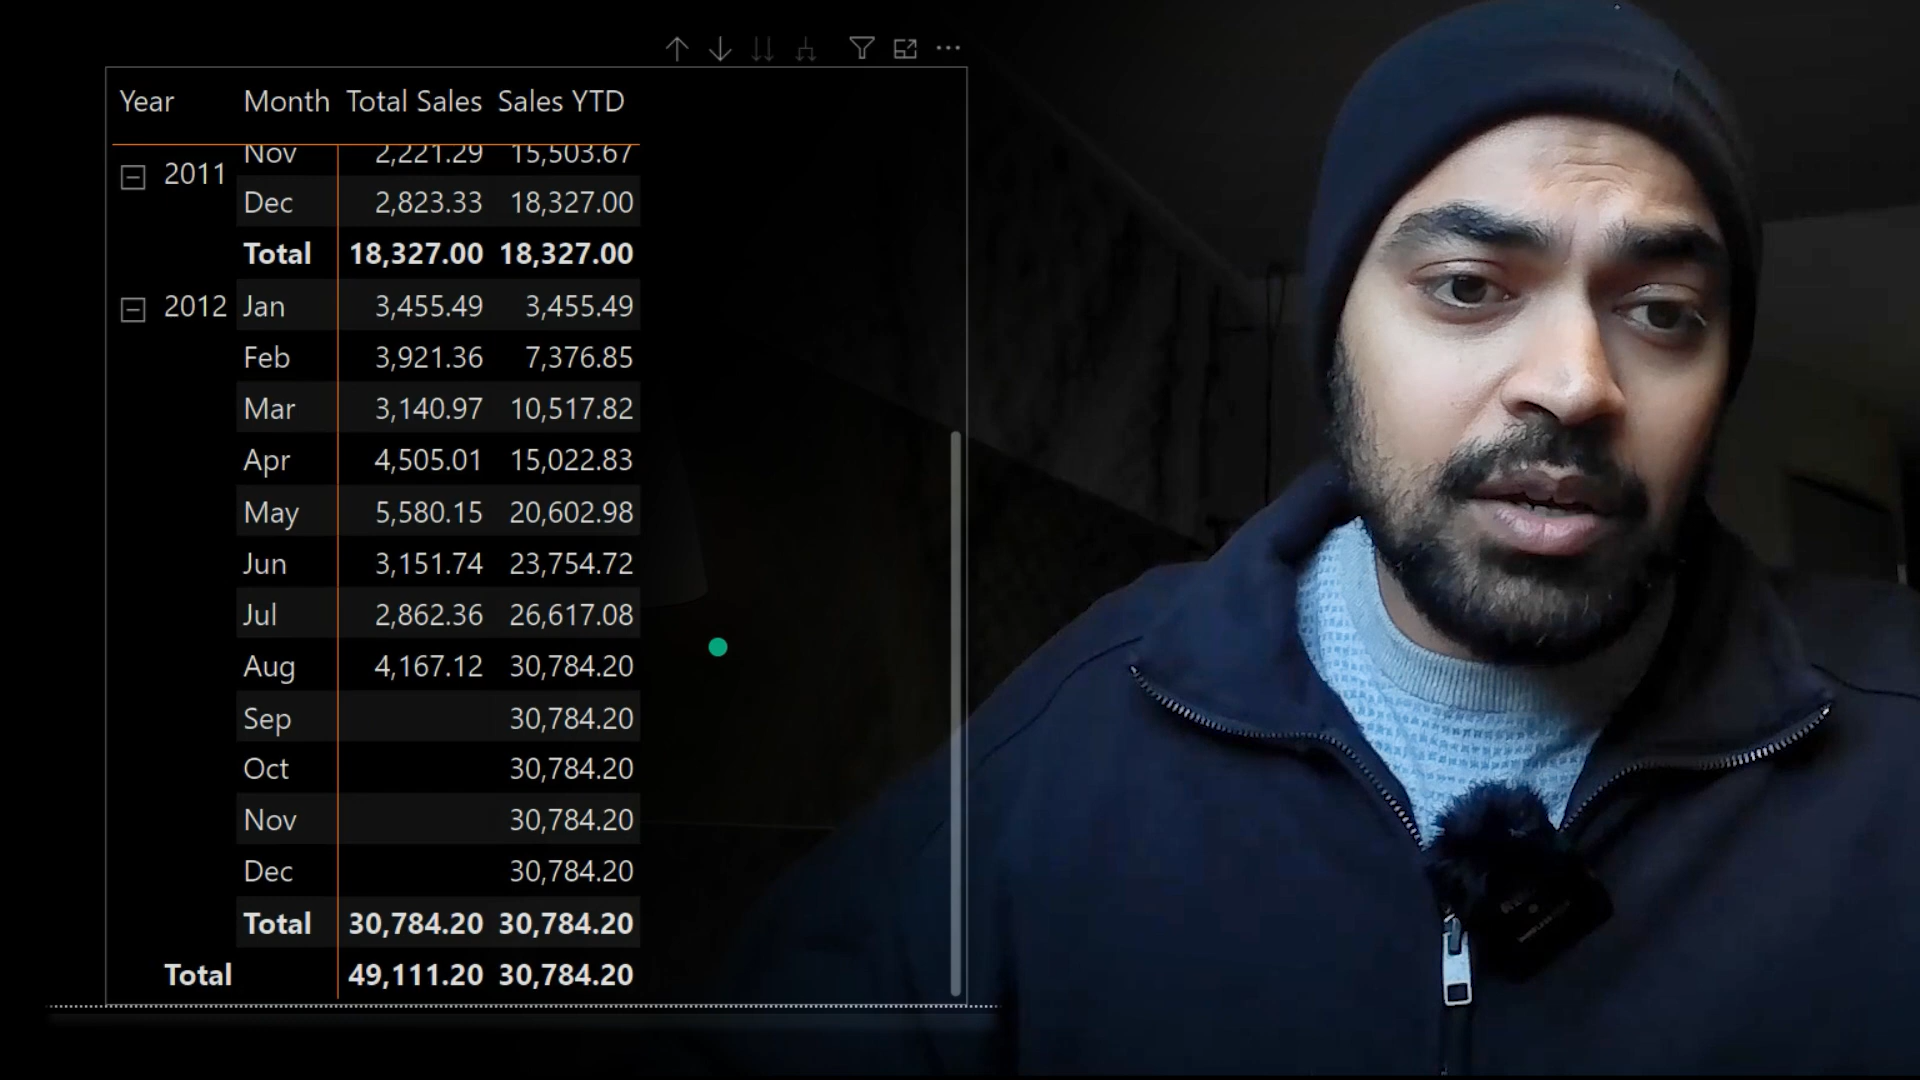 Year Month Total Sales Sales YTD
2011 Nov 2,221.29 15,503.67
Dec 2,823.33 18,327.00
Total 18,327.00 18,327.00
2012 Jan 3,455.49 3,455.49
Feb 3,921.36 7,376.85
Mar 3,140.97 10,517.82
Apr 4,505.01 15,022.83
May 5,580.15 20,602.98
Jun 3,151.74 23,754.72
Jul 2,862.36 26,617.08
Aug 4,167.12 30,784.20
Sep 30,784.20
Oct 30,784.20
Nov 30,784.20
Dec 30,784.20
Total 30,784.20 30,784.20
Total 49,111.20 30,784.20